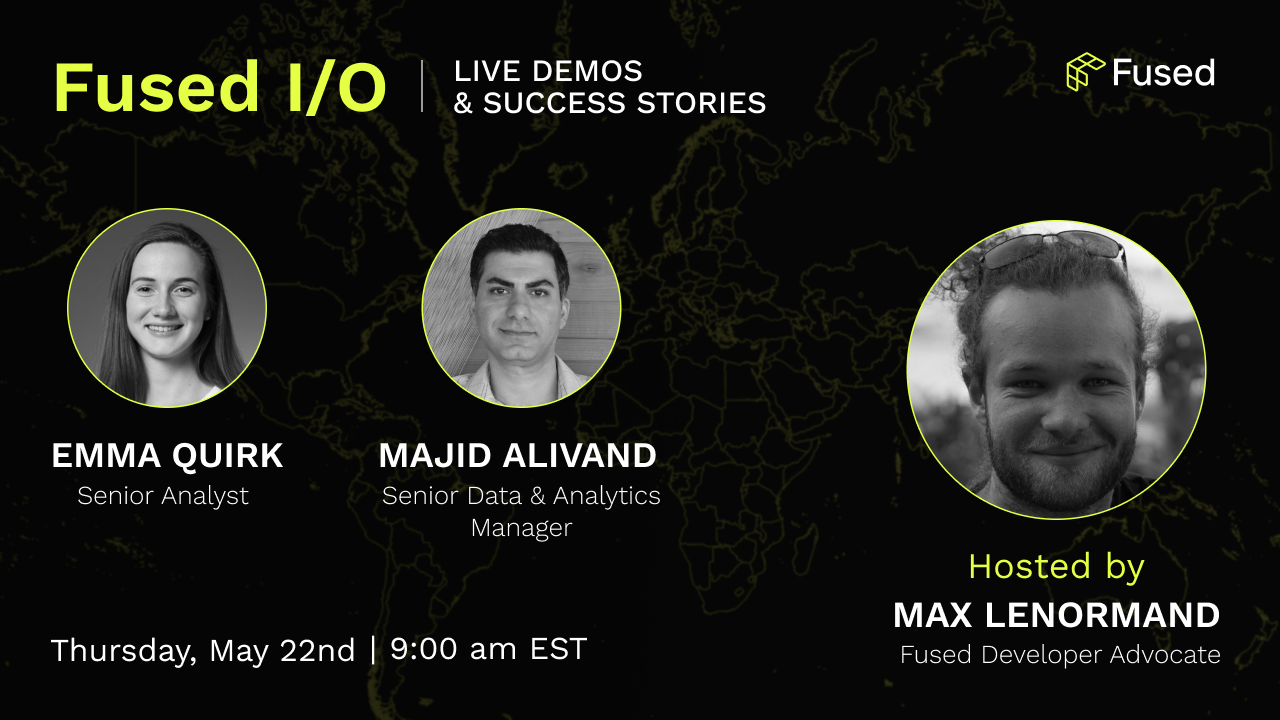 Fused I/O
LIVE DEMOS
& SUCCESS STORIES
Fused
EMMA QUIRK
Senior Analyst
MAJID ALIVAND
Senior Data & Analytics
Manager
Hosted by
MAX LENORMAND
Fused Developer Advocate
Thursday, May 22nd | 9:00 am EST